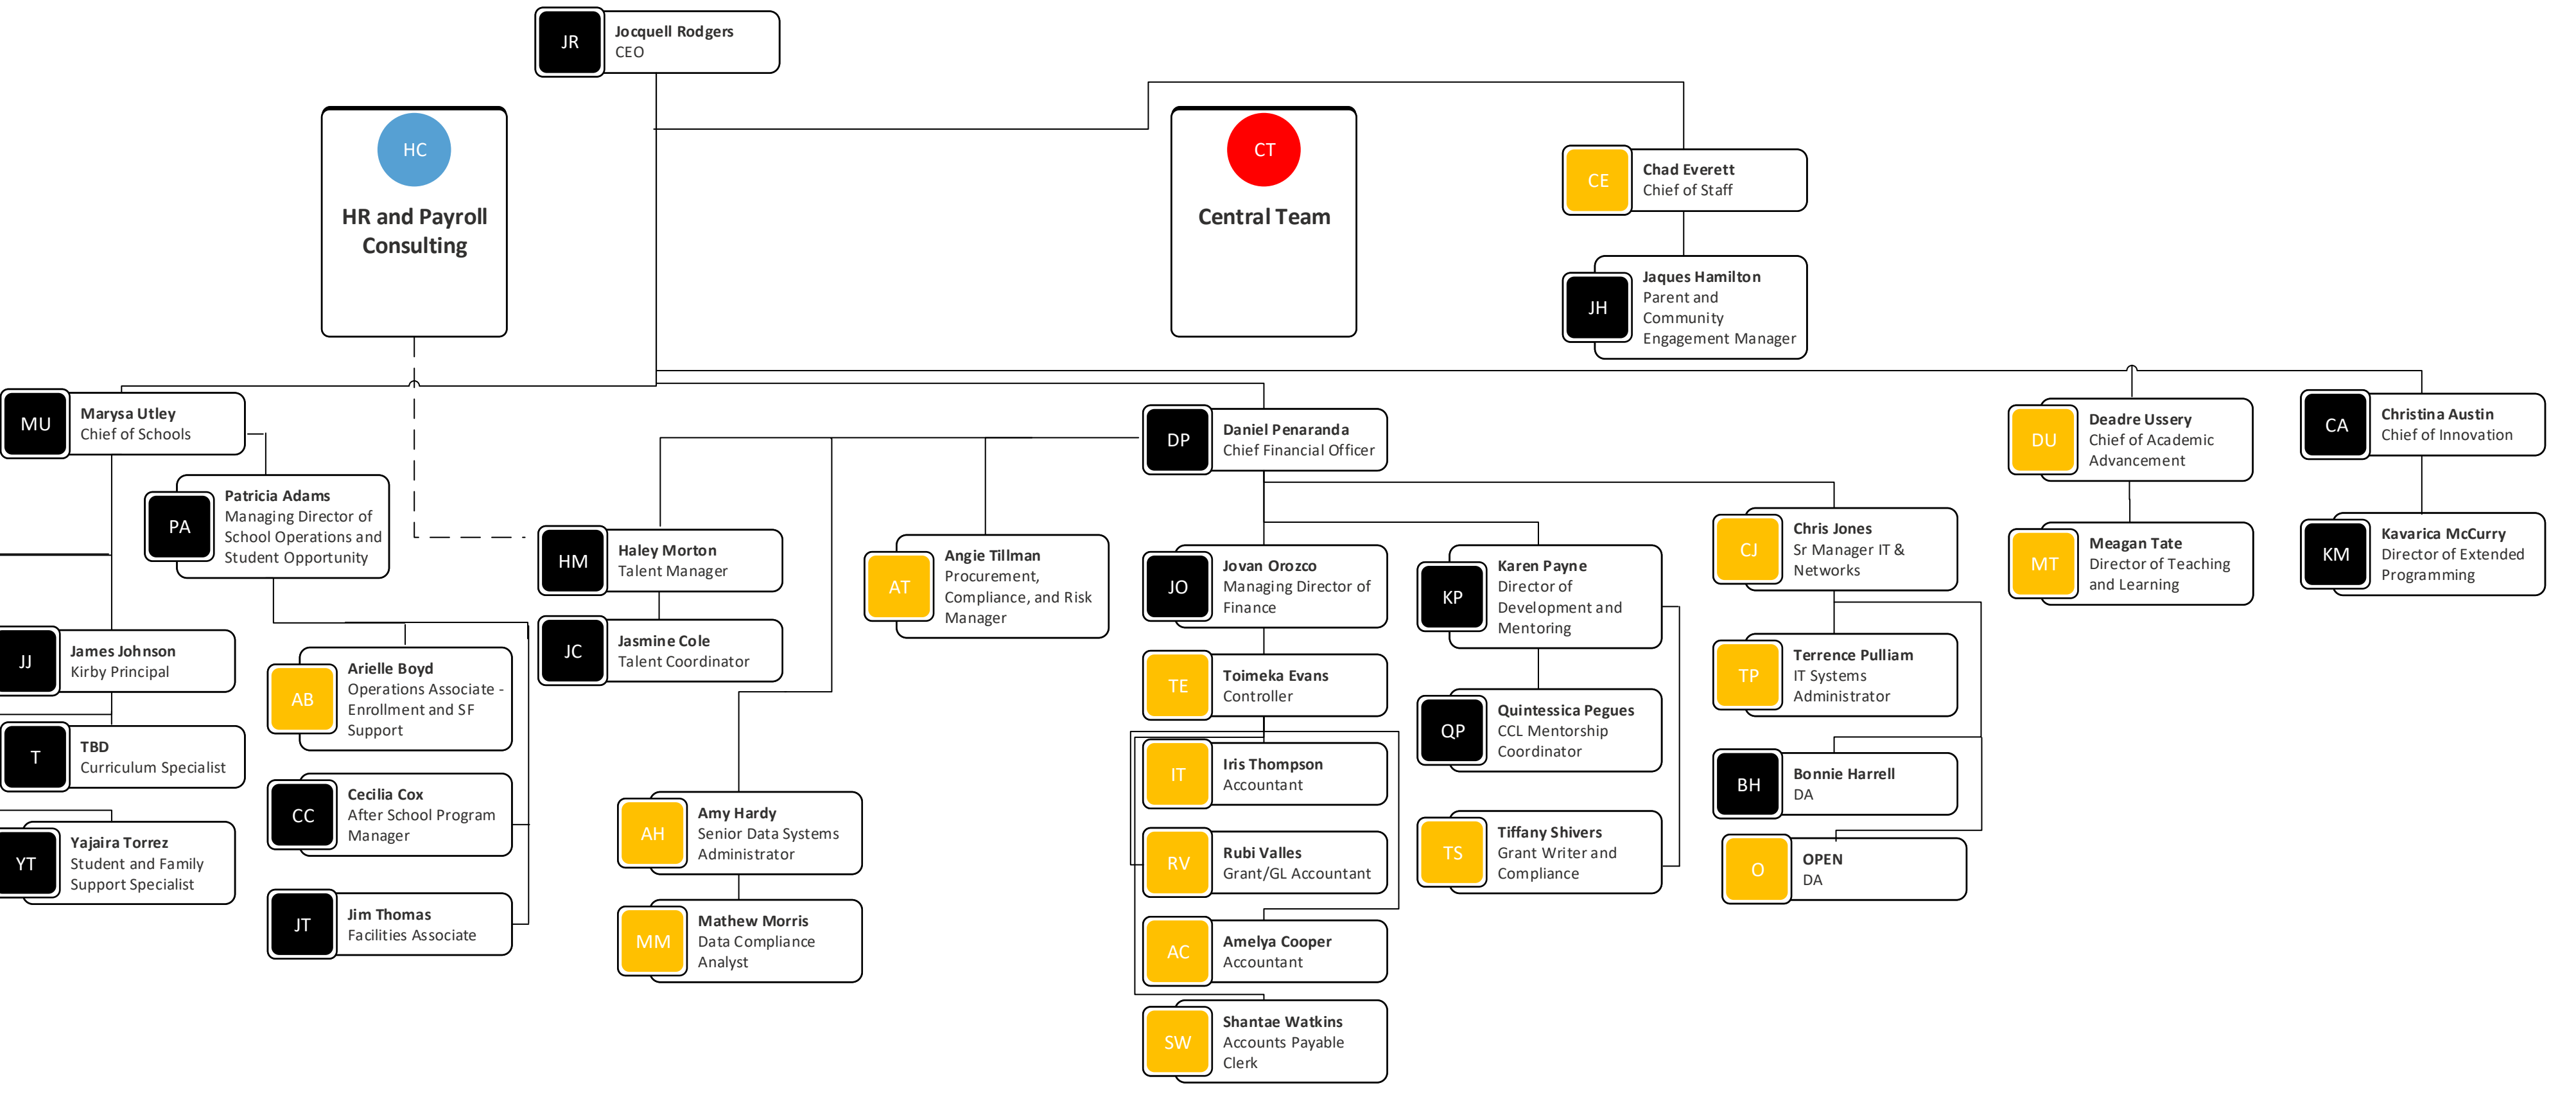 JR
Jocquell Rodgers
CEO
HC
HR and Payroll
Consulting
CT
Central Team
CE
Chad Everett
Chief of Staff
JH
Jaques Hamilton
Parent and
Community
Engagement Manager
MU
Marysa Utley
Chief of Schools
PA
Patricia Adams
Managing Director of
School Operations and
Student Opportunity
JJ
James Johnson
Kirby Principal
T
TBD
Curriculum Specialist
YT
Yajaira Torrez
Student and Family
Support Specialist
AB
Arielle Boyd
Operations Associate -
Enrollment and SF
Support
CC
Cecilia Cox
After School Program
Manager
JT
Jim Thomas
Facilities Associate
HM
Haley Morton
Talent Manager
JC
Jasmine Cole
Talent Coordinator
AH
Amy Hardy
Senior Data Systems
Administrator
MM
Mathew Morris
Data Compliance
Analyst
AT
Angie Tillman
Procurement,
Compliance, and Risk
Manager
DP
Daniel Penaranda
Chief Financial Officer
JO
Jovan Orozco
Managing Director of
Finance
TE
Toimeka Evans
Controller
IT
Iris Thompson
Accountant
RV
Rubi Valles
Grant/GL Accountant
AC
Amelya Cooper
Accountant
SW
Shantae Watkins
Accounts Payable
Clerk
KP
Karen Payne
Director of
Development and
Mentoring
QP
Quintessica Pegues
CCL Mentorship
Coordinator
TS
Tiffany Shivers
Grant Writer and
Compliance
CJ
Chris Jones
Sr Manager IT &
Networks
TP
Terrence Pulliam
IT Systems
Administrator
BH
Bonnie Harrell
DA
O
OPEN
DA
DU
Deadre Ussery
Chief of Academic
Advancement
MT
Meagan Tate
Director of Teaching
and Learning
CA
Christina Austin
Chief of Innovation
KM
Kavarica McCurry
Director of Extended
Programming